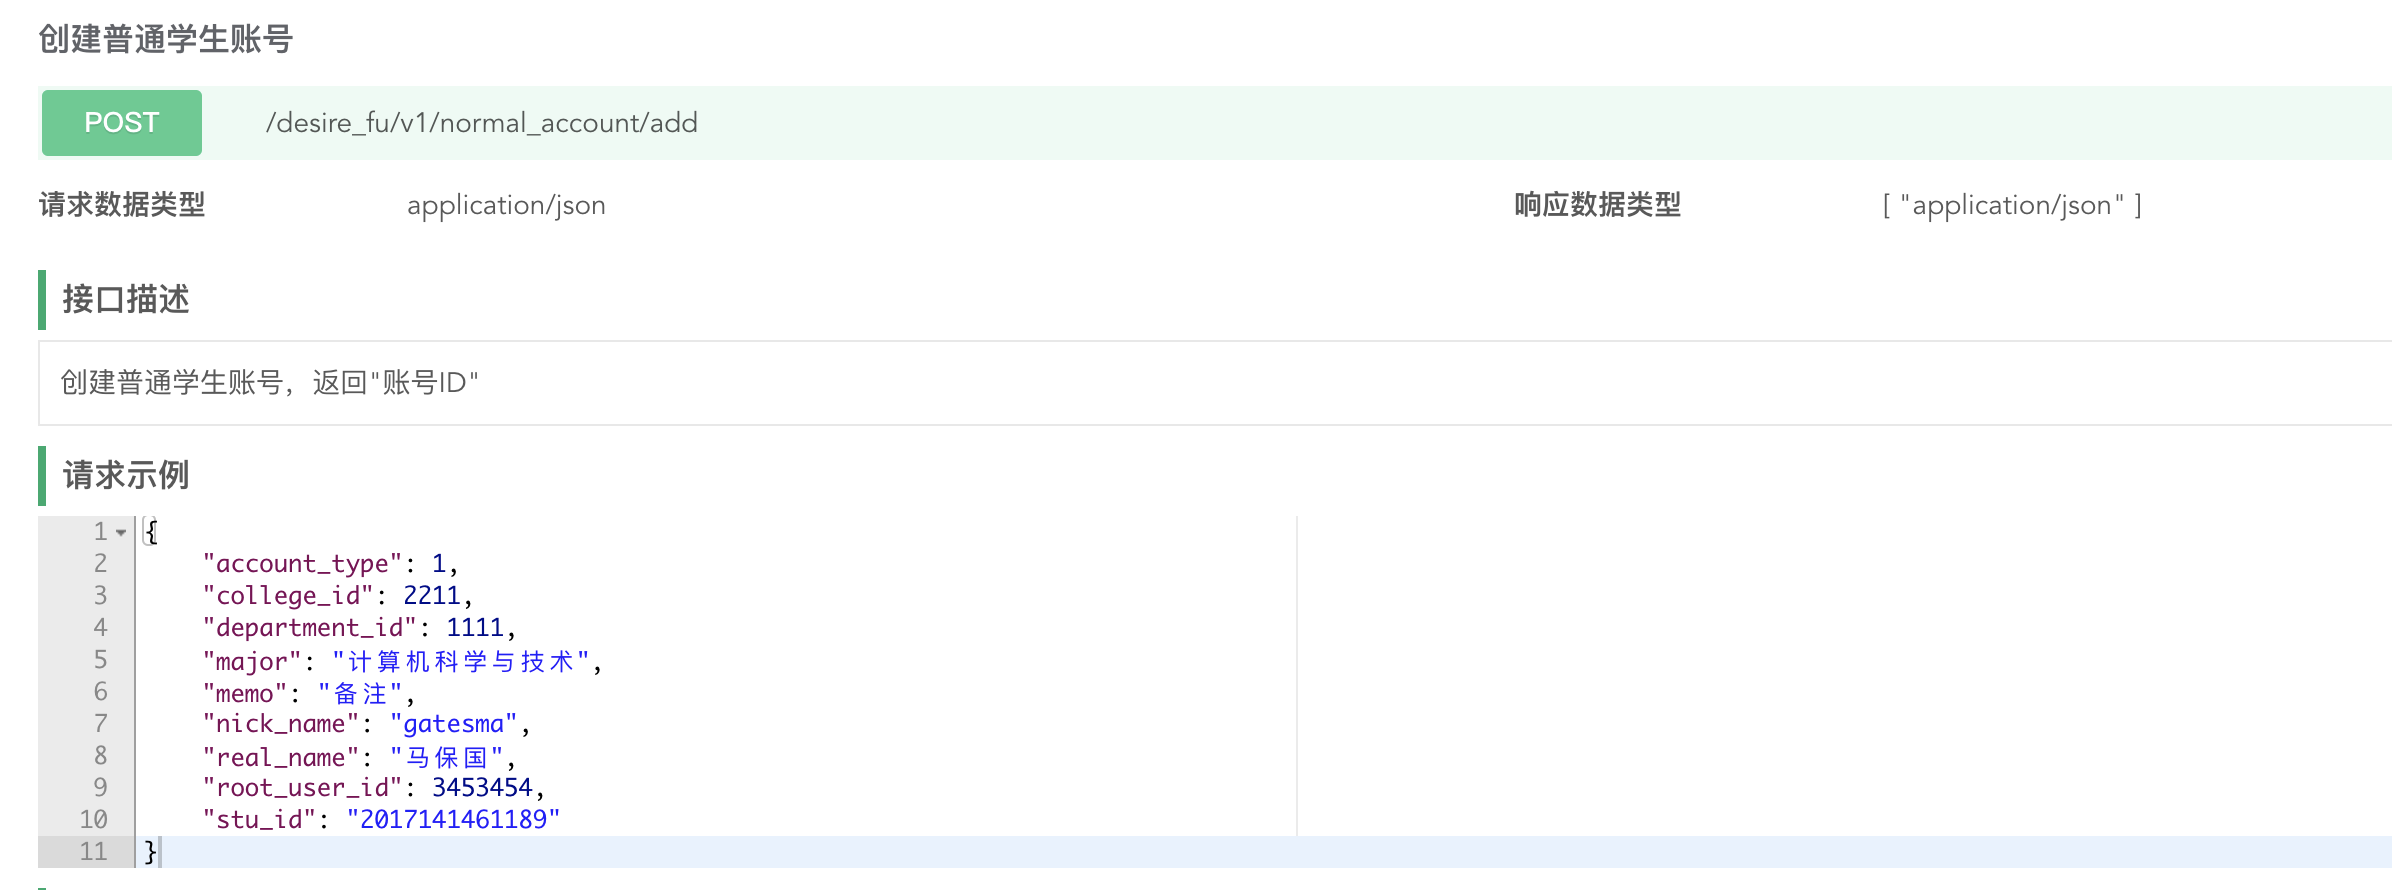 创建普通学生账号
POST /desire_fu/v1/normal_account/add
请求数据类型 application/json 响应数据类型 [ "application/json" ]
接口描述
创建普通学生账号，返回"账号ID"
请求示例
1 {
2 "account_type": 1,
3 "college_id": 2211,
4 "department_id": 1111,
5 "major": "计算机科学与技术",
6 "memo": "备注",
7 "nick_name": "gatesma",
8 "real_name": "马保国",
9 "root_user_id": 3453454,
10 "stu_id": "2017141461189"
11 }